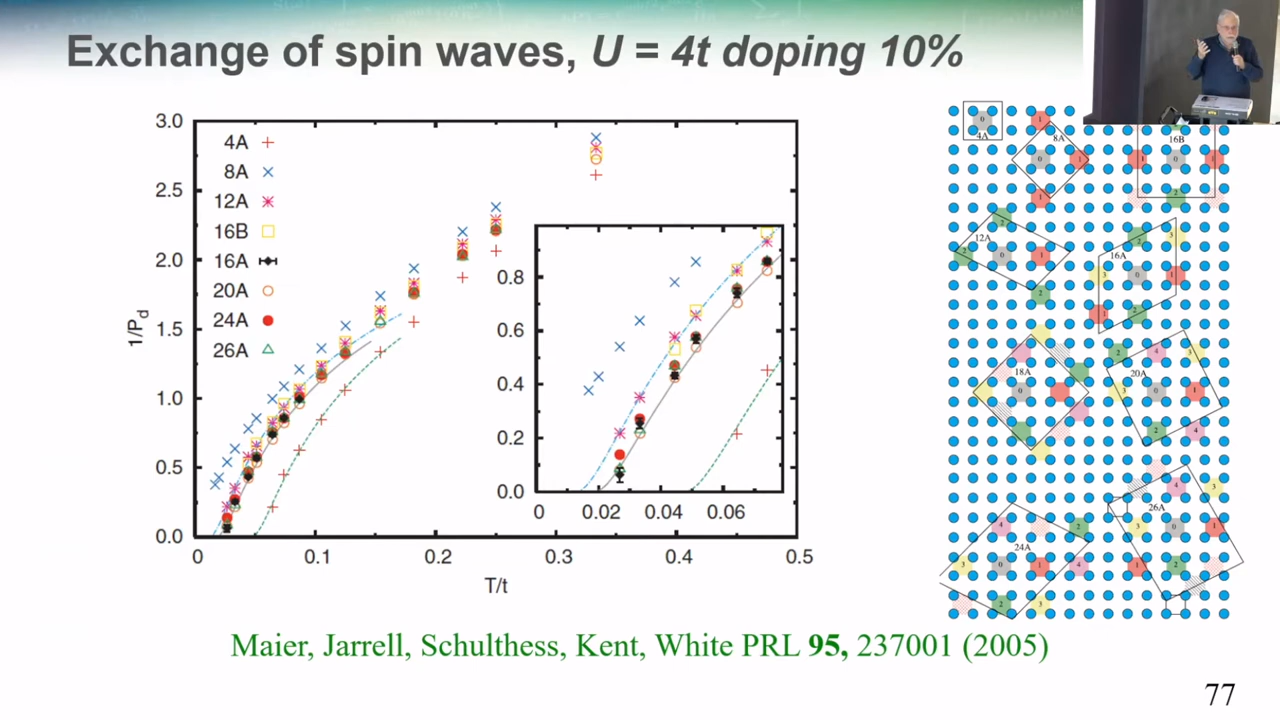 Exchange of spin waves, U = 4t doping 10%
3.0
2.5
2.0
1.5
1.0
0.5
0.0
1/Pd
4A
8A
12A
16B
16A
20A
24A
26A
0 0.1 0.2 0.3 0.4 0.5
T/t
0.8
0.6
0.4
0.2
0.0
0 0.02 0.04 0.06
4A
8A
16B
12A
16A
18A
20A
24A
26A
Maier, Jarrell, Schulthess, Kent, White PRL 95, 237001 (2005)
77